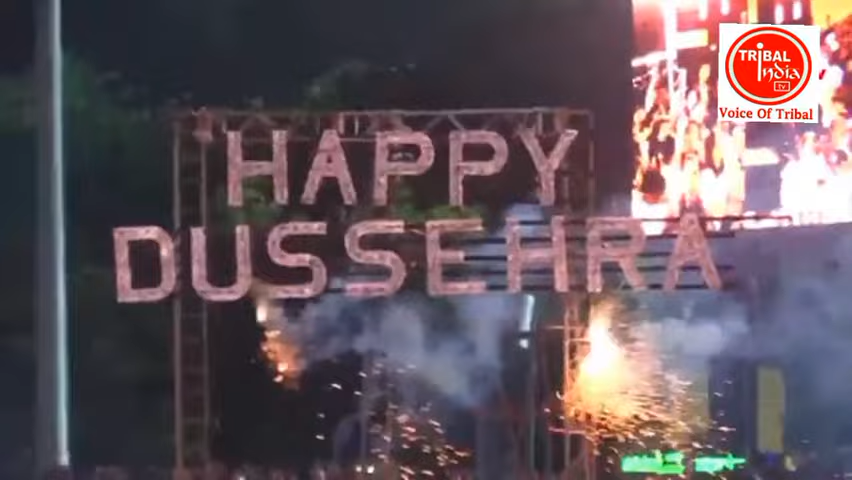 TRIBAL
India
tv
Voice Of Tribal
HAPPY
DUSSEHRA